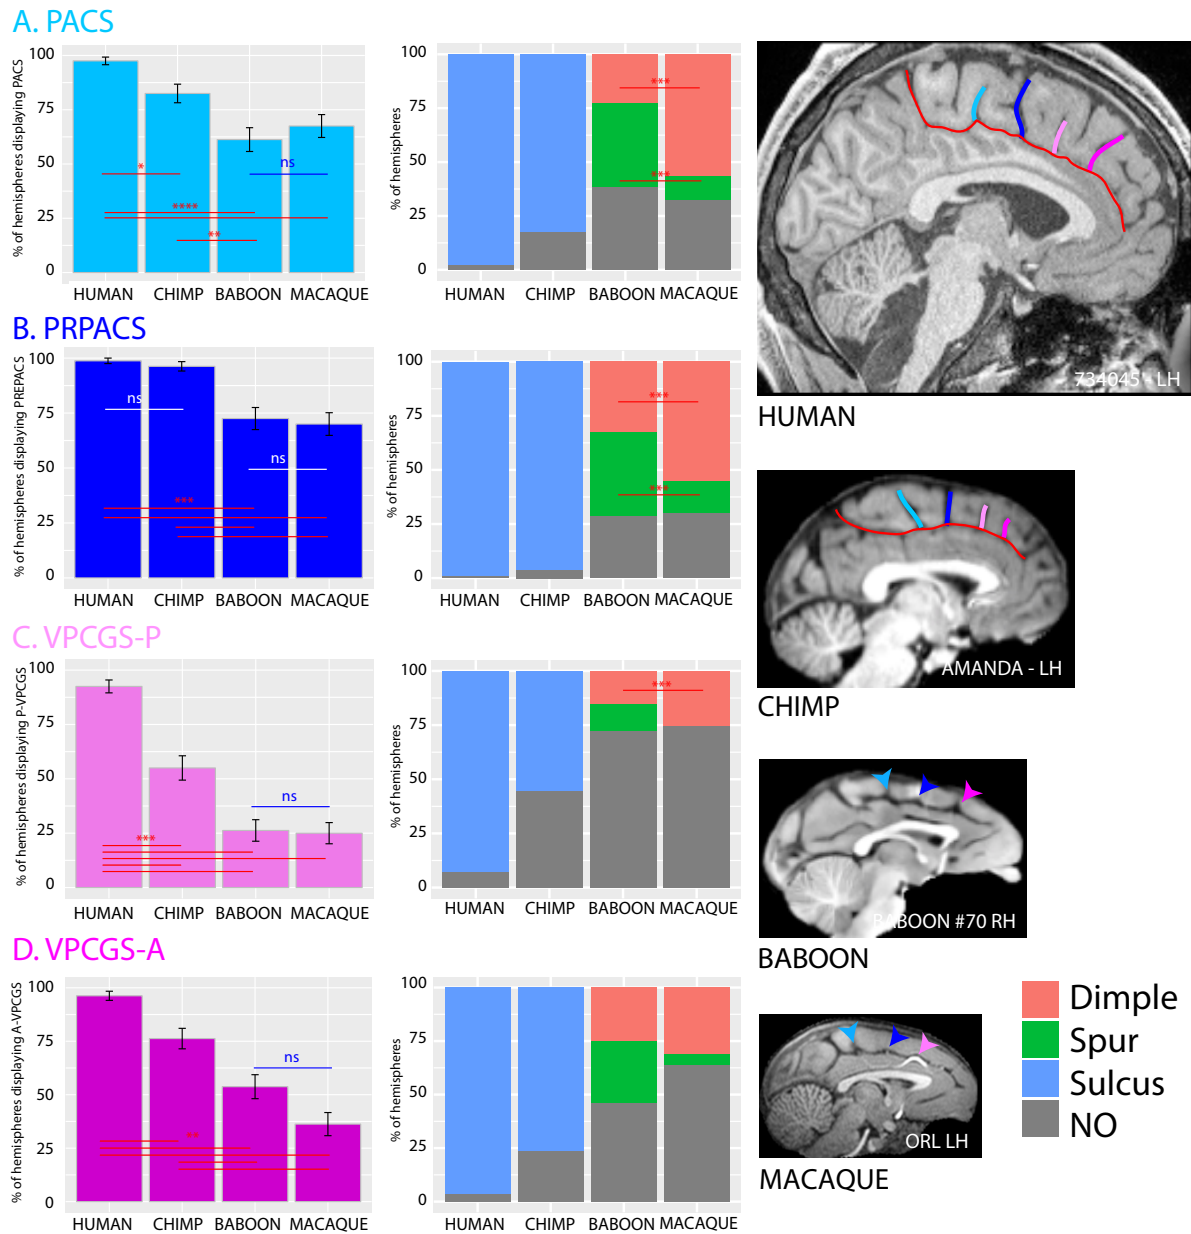 A. PACS
% of hemispheres displaying PACS
100
75
50
25
0
*
ns
****
**
HUMAN CHIMP BABOON MACAQUE
% of hemispheres
100
75
50
25
0
***
***
HUMAN CHIMP BABOON MACAQUE
734045 - LH
HUMAN
B. PRPACS
% of hemispheres displaying PREPACS
100
75
50
25
0
ns
ns
***
HUMAN CHIMP BABOON MACAQUE
% of hemispheres
100
75
50
25
0
***
***
HUMAN CHIMP BABOON MACAQUE
AMANDA - LH
CHIMP
C. VPCGS-P
% of hemispheres displaying P-VPCGS
100
75
50
25
0
ns
***
HUMAN CHIMP BABOON MACAQUE
% of hemispheres
100
75
50
25
0
***
HUMAN CHIMP BABOON MACAQUE
BABOON #70 RH
BABOON
D. VPCGS-A
% of hemispheres displaying A-VPCGS
100
75
50
25
0
ns
**
HUMAN CHIMP BABOON MACAQUE
% of hemispheres
100
75
50
25
0
HUMAN CHIMP BABOON MACAQUE
ORL LH
MACAQUE
Dimple
Spur
Sulcus
NO